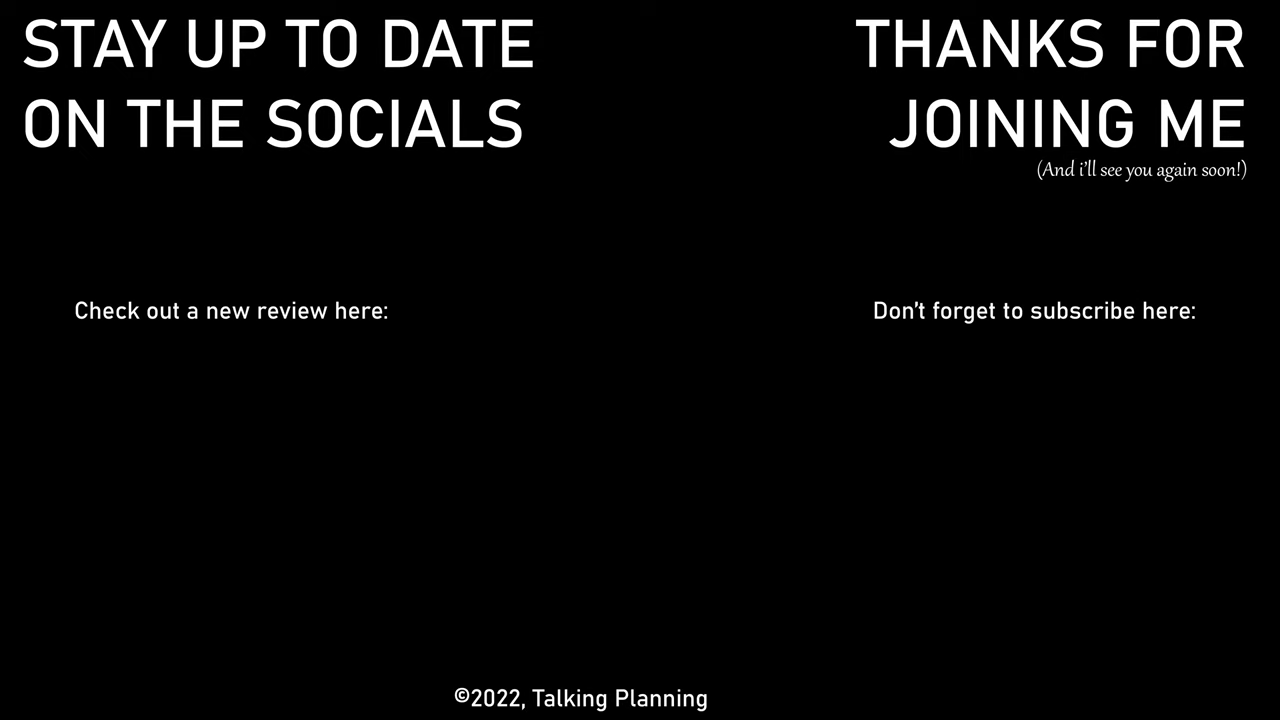 STAY UP TO DATE
ON THE SOCIALS
THANKS FOR
JOINING ME
(And i'll see you again soon!)
Check out a new review here:
Don't forget to subscribe here:
©2022, Talking Planning